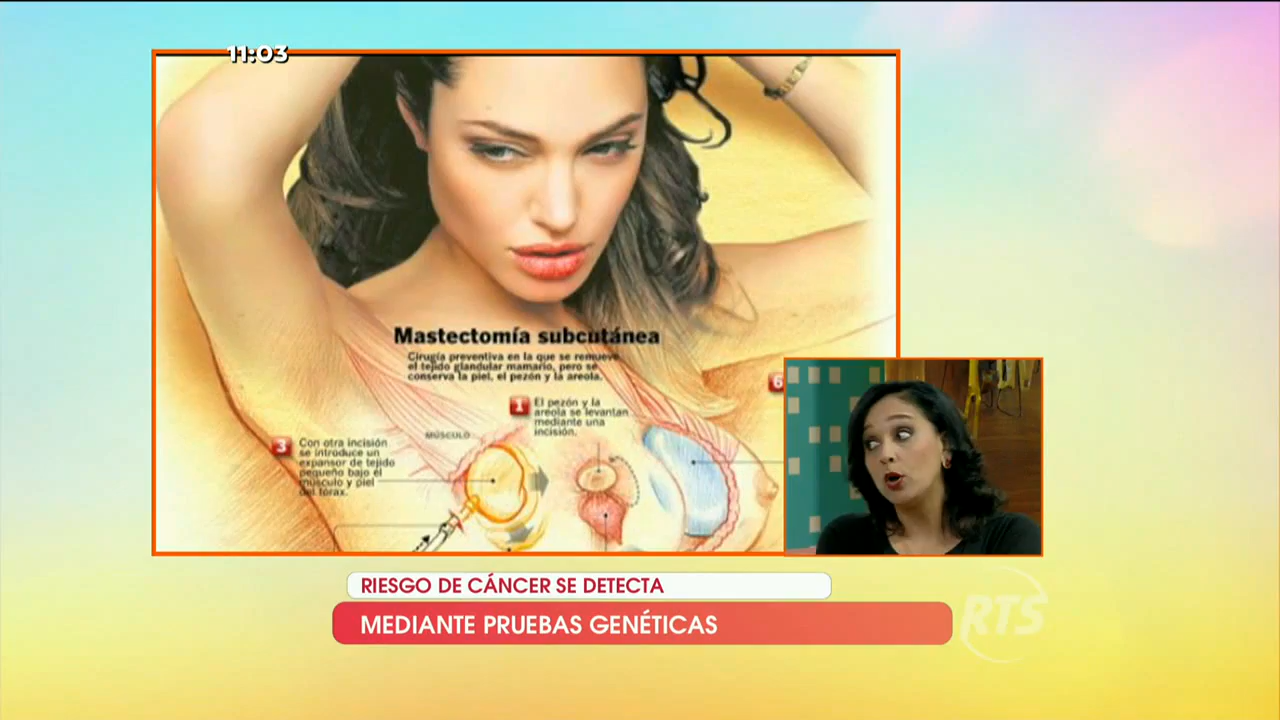 11:03
Mastectomía subcutánea
Cirugía preventiva en la que se remueve
el tejido glandular mamario, pero se
conserva la piel, el pezón y la areola.
1
El pezón y la
areola se levantan
mediante una
incisión.
6
3
Con otra incisión
se introduce un
expansor de tejido
pequeño bajo el
músculo y piel
del tórax.
MÚSCULO
RIESGO DE CÁNCER SE DETECTA
MEDIANTE PRUEBAS GENÉTICAS
RTS